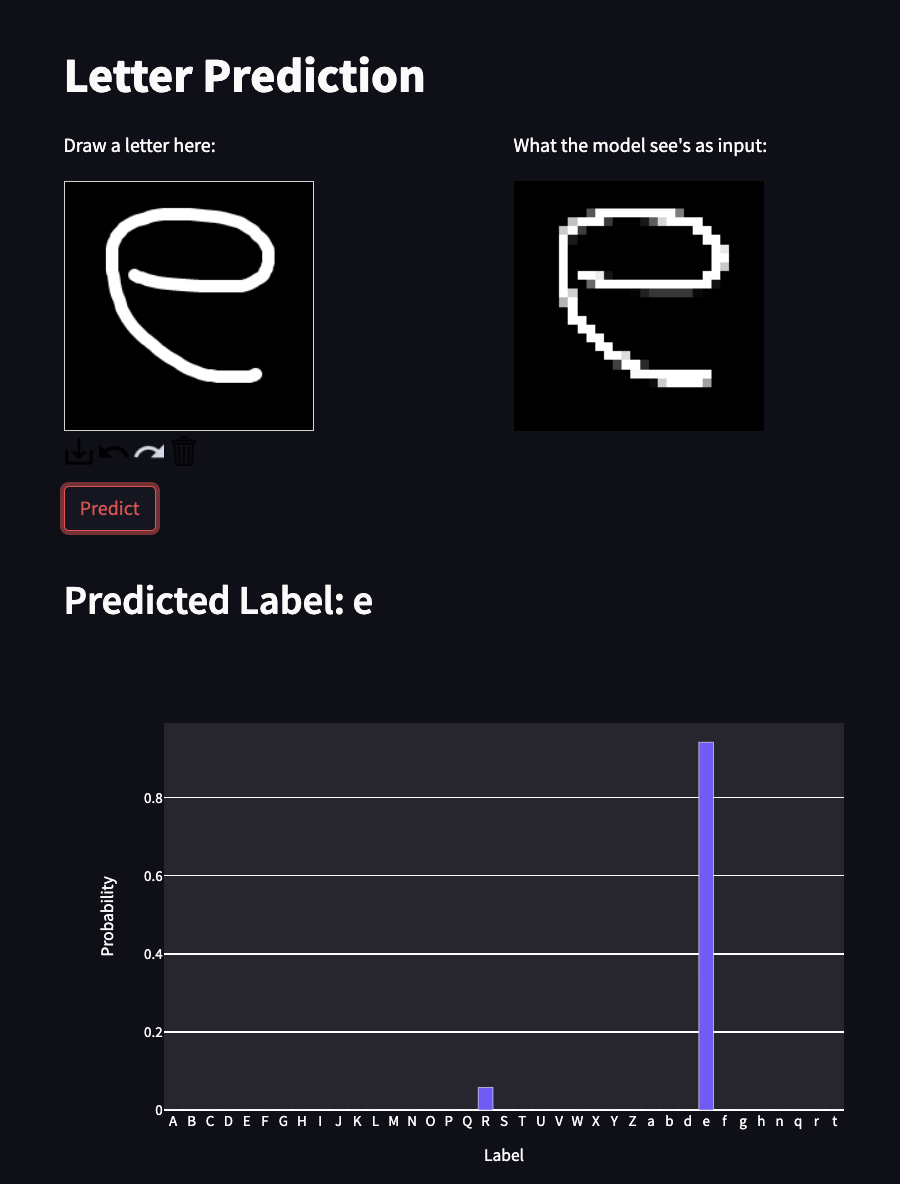 Letter Prediction
Draw a letter here: What the model see's as input:
e
Predict
Predicted Label: e
0.8
0.6
0.4
0.2
0
Probability
A B C D E F G H I J K L M N O P Q R S T U V W X Y Z a b d e f g h n q r t
Label